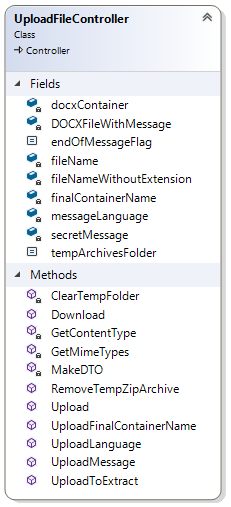 UploadFileController
Class
Controller
Fields
docxContainer
DOCXFileWithMessage
endOfMessageFlag
fileName
fileNameWithoutExtension
finalContainerName
messageLanguage
secretMessage
tempArchivesFolder
Methods
ClearTempFolder
Download
GetContentType
GetMimeTypes
MakeDTO
RemoveTempZipArchive
Upload
UploadFinalContainerName
UploadLanguage
UploadMessage
UploadToExtract